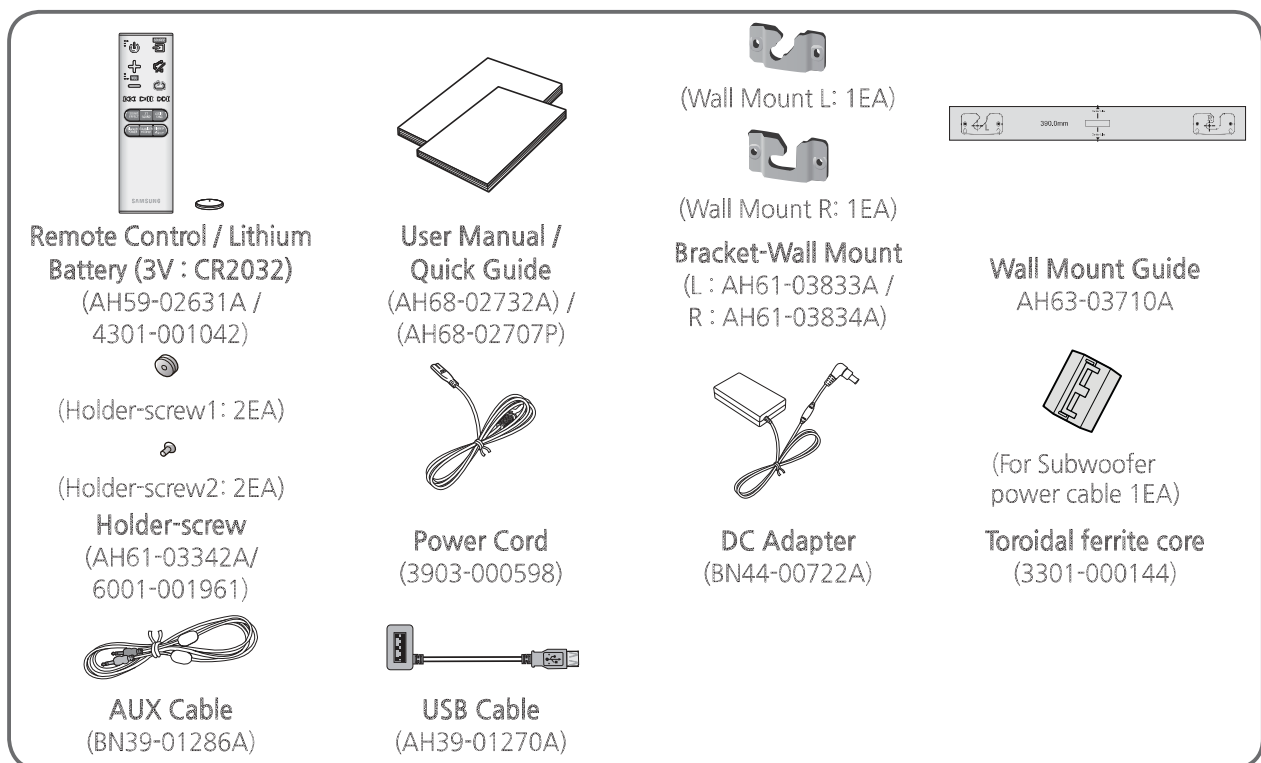 SAMSUNG
Remote Control / Lithium
Battery (3V : CR2032)
(AH59-02631A /
4301-001042)
User Manual /
Quick Guide
(AH68-02732A) /
(AH68-02707P)
(Wall Mount L: 1EA)
(Wall Mount R: 1EA)
Bracket-Wall Mount
(L : AH61-03833A /
R : AH61-03834A)
390.0mm
Wall Mount Guide
AH63-03710A
(Holder-screw1: 2EA)
(Holder-screw2: 2EA)
Holder-screw
(AH61-03342A/
6001-001961)
Power Cord
(3903-000598)
DC Adapter
(BN44-00722A)
(For Subwoofer
power cable 1EA)
Toroidal ferrite core
(3301-000144)
AUX Cable
(BN39-01286A)
USB Cable
(AH39-01270A)